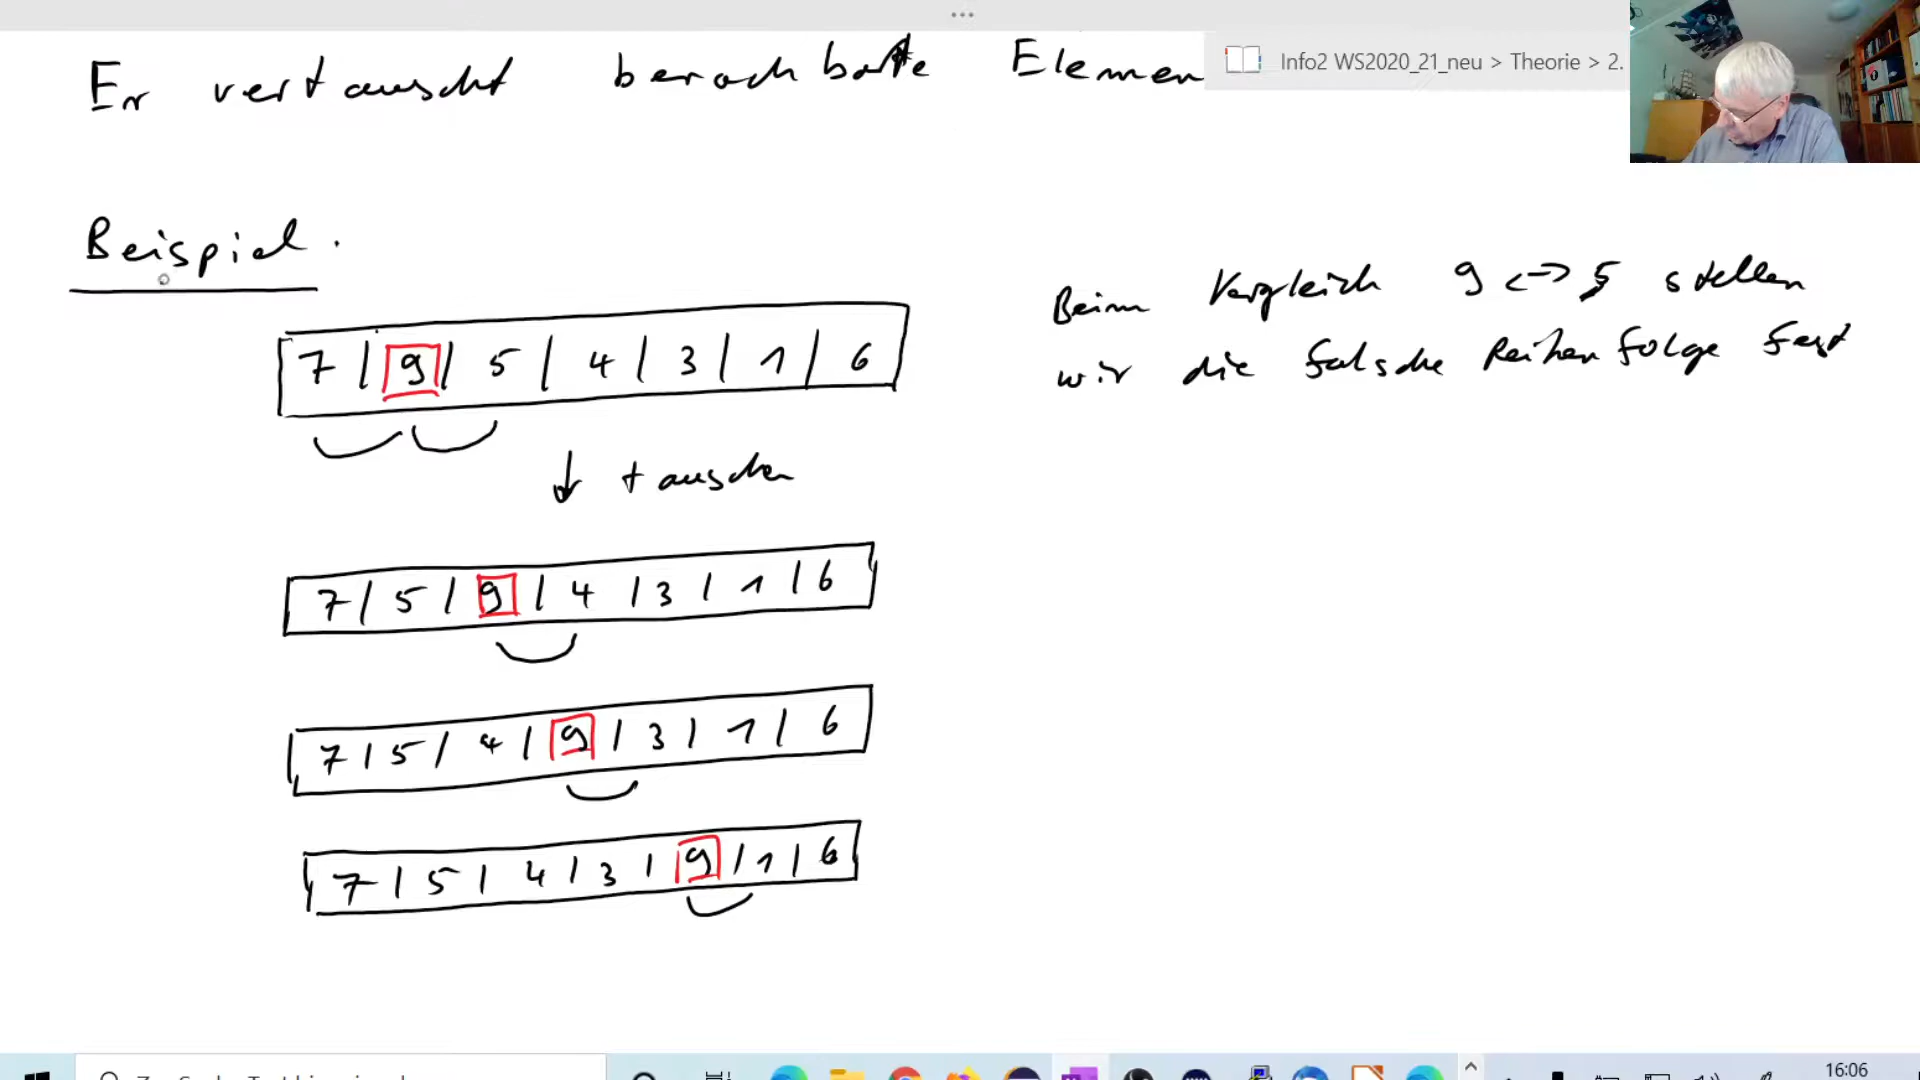 Er vertauscht benachbarte Elemen
Info2 WS2020_21_neu > Theorie > 2.
Beispiel.
Beim Vergleich 9 <-> 5 stellen
wir die falsche Reihenfolge fest
7 | 9 | 5 | 4 | 3 | 1 | 6
↓ tauschen
7 | 5 | 9 | 4 | 3 | 1 | 6
7 | 5 | 4 | 9 | 3 | 1 | 6
7 | 5 | 4 | 3 | 9 | 1 | 6
16:06